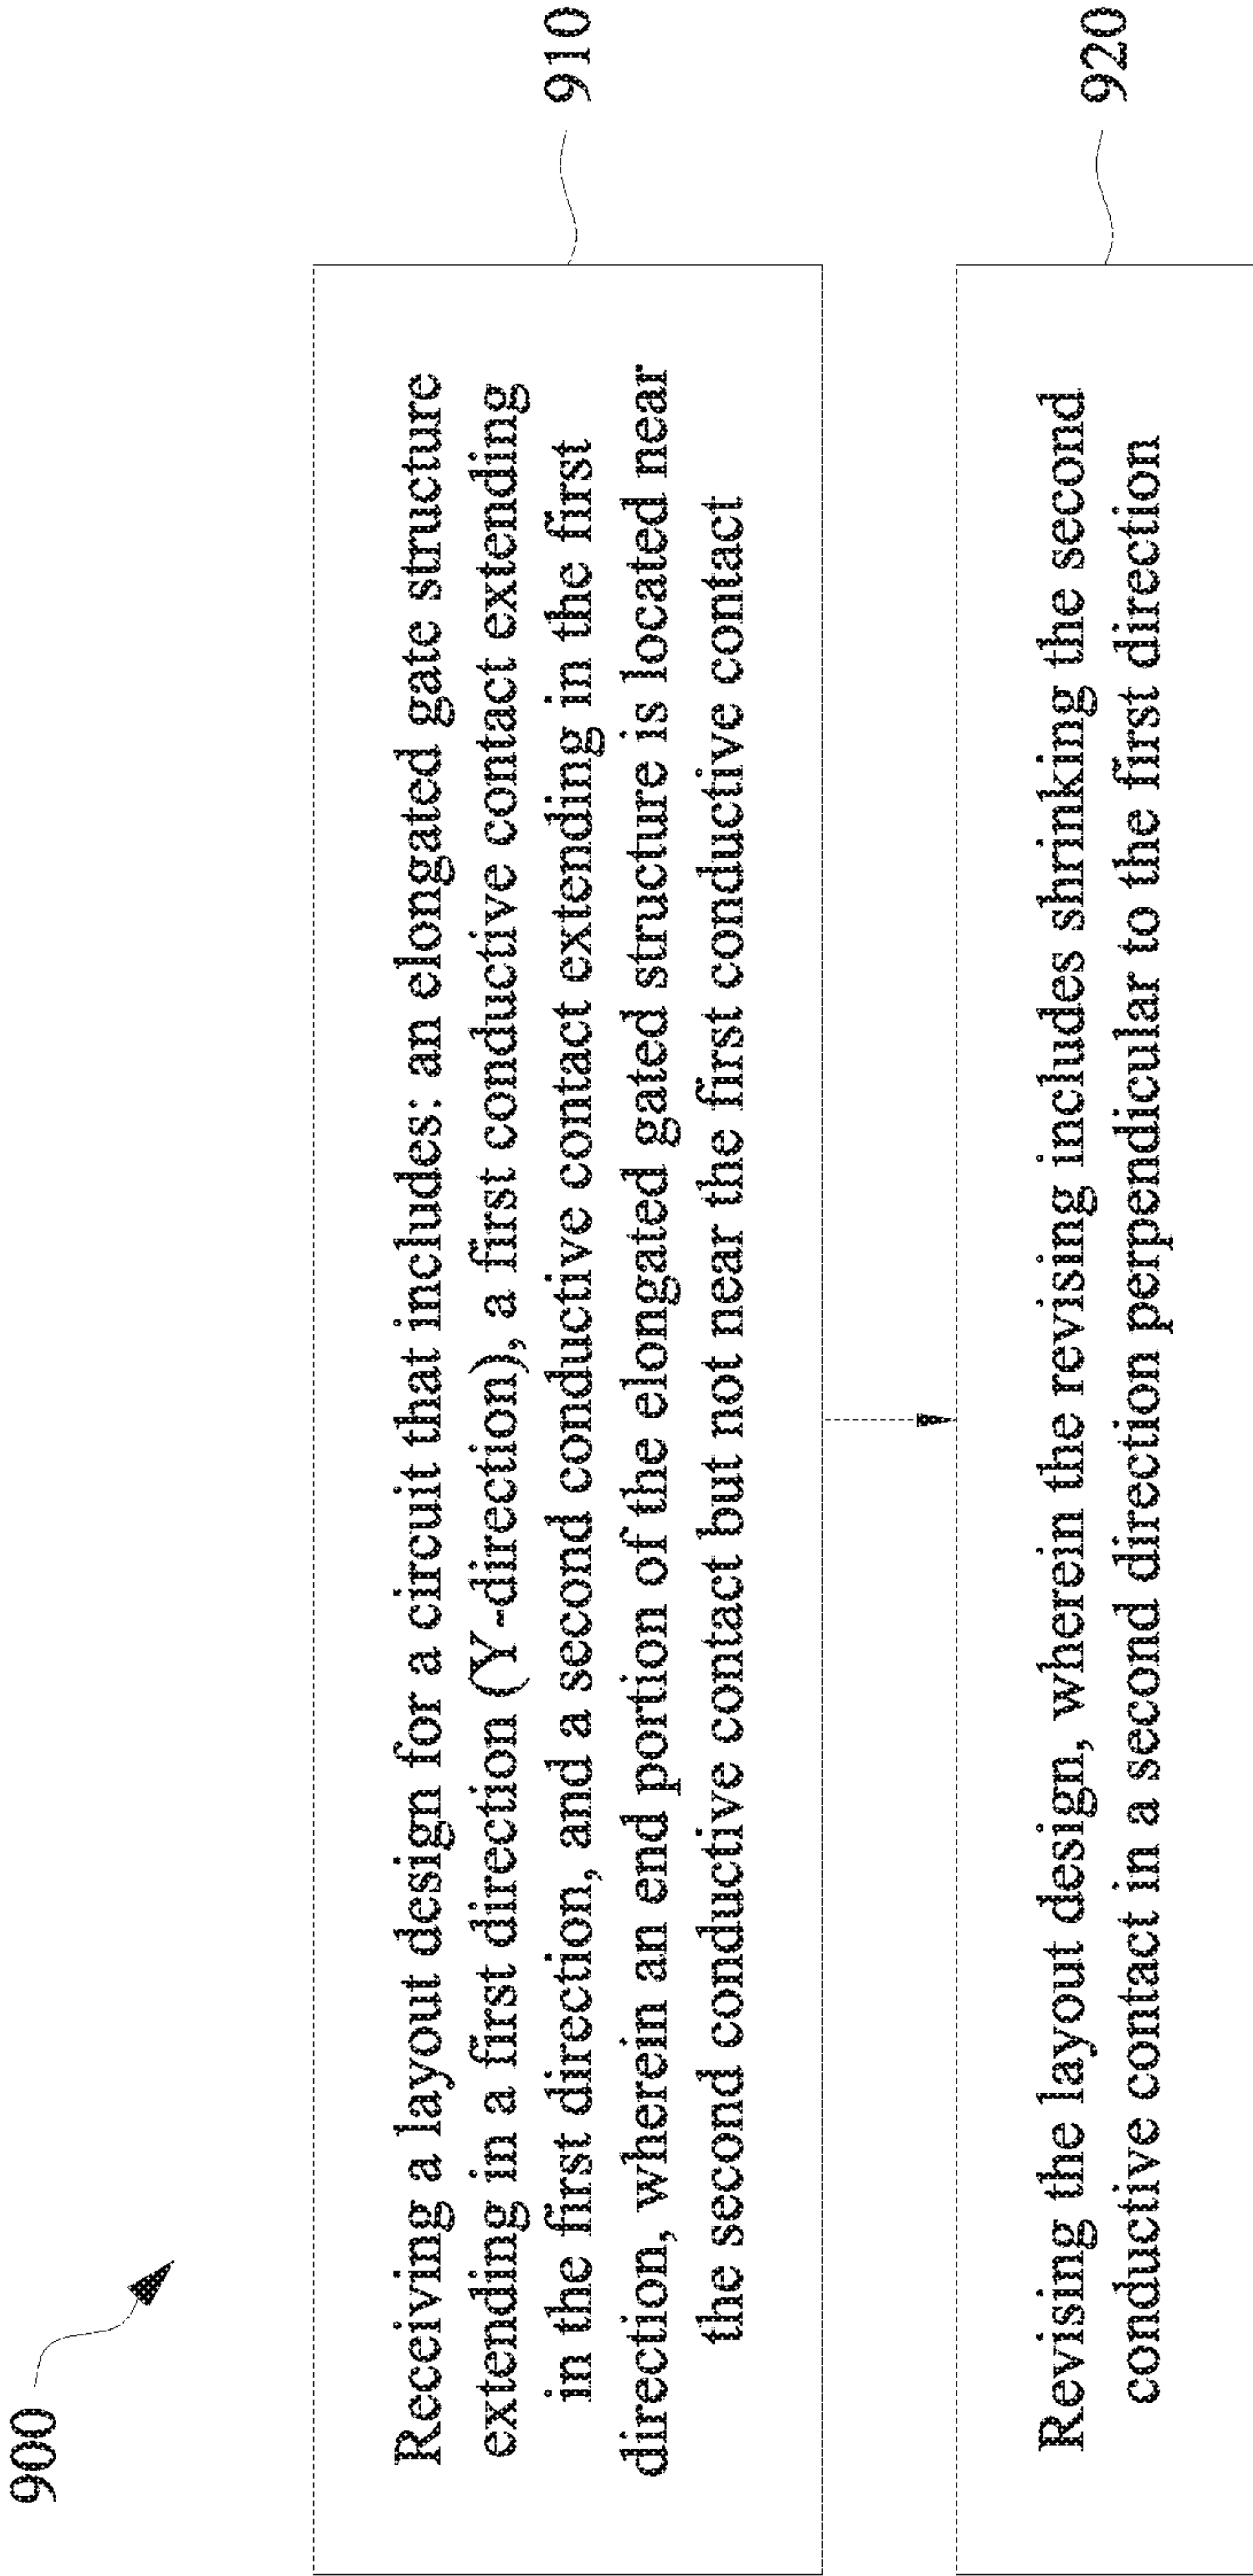 900
Receiving a layout design for a circuit that includes: an elongated gate structure
extending in a first direction (Y-direction), a first conductive contact extending
in the first direction, and a second conductive contact extending in the first
direction, wherein an end portion of the elongated gated structure is located near
the second conductive contact but not near the first conductive contact
910
Revising the layout design, wherein the revising includes shrinking the second
conductive contact in a second direction perpendicular to the first direction
920